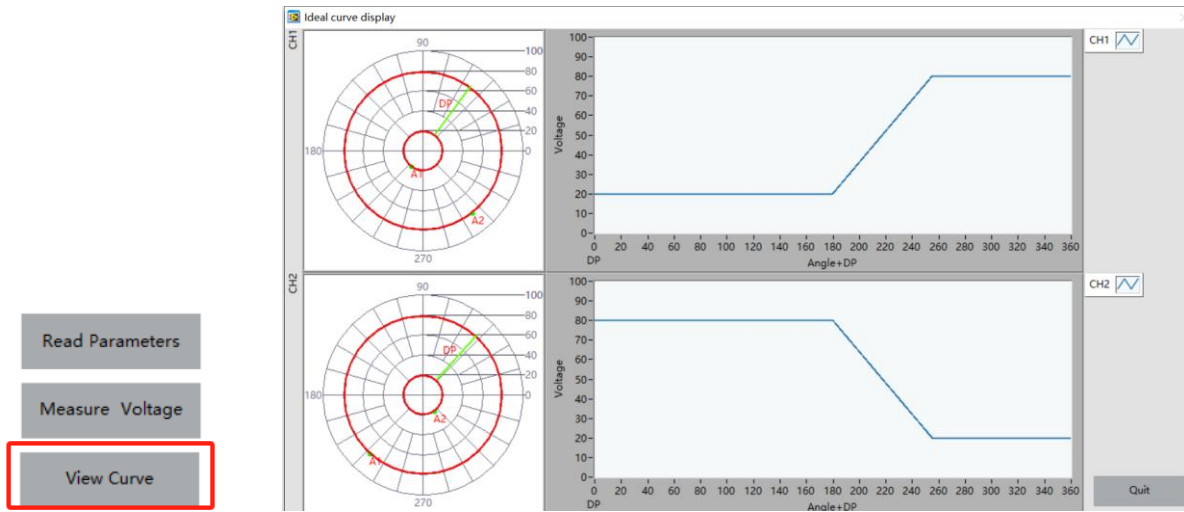 Read Parameters
Measure Voltage
View Curve
Ideal curve display
CH1
90
100
80
60
40
20
0
180
270
DP
A1
A2
Voltage
100
90
80
70
60
50
40
30
20
10
0
0 20 40 60 80 100 120 140 160 180 200 220 240 260 280 300 320 340 360
DP
Angle+DP
CH1
CH2
90
100
80
60
40
20
0
180
270
DP
A2
A1
Voltage
100
90
80
70
60
50
40
30
20
10
0
0 20 40 60 80 100 120 140 160 180 200 220 240 260 280 300 320 340 360
DP
Angle+DP
CH2
Quit